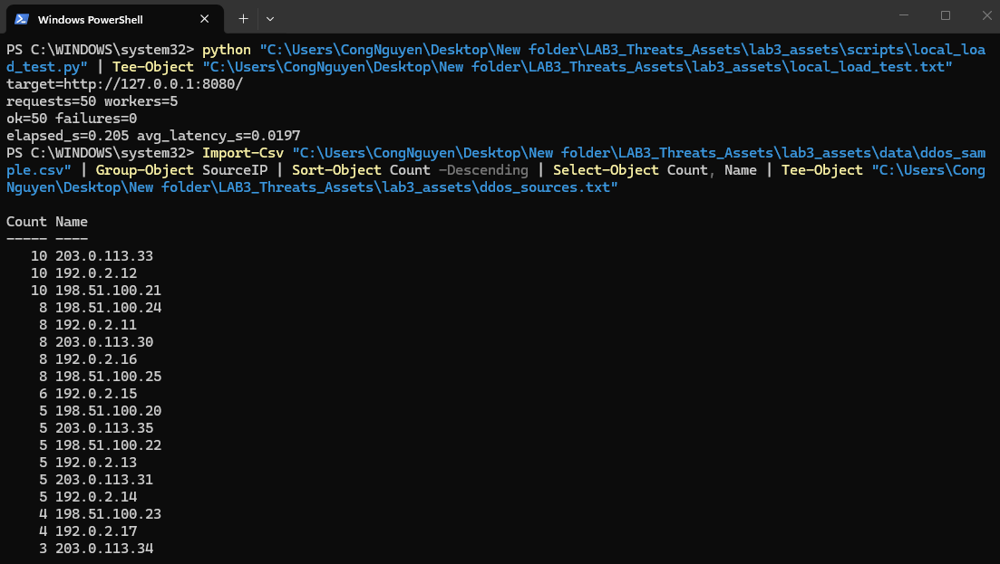 Windows PowerShell
PS C:\WINDOWS\system32> python "C:\Users\CongNguyen\Desktop\New folder\LAB3_Threats_Assets\lab3_assets\scripts\local_loa
d_test.py" | Tee-Object "C:\Users\CongNguyen\Desktop\New folder\LAB3_Threats_Assets\lab3_assets\local_load_test.txt"
target=http://127.0.0.1:8080/
requests=50 workers=5
ok=50 failures=0
elapsed_s=0.205 avg_latency_s=0.0197
PS C:\WINDOWS\system32> Import-Csv "C:\Users\CongNguyen\Desktop\New folder\LAB3_Threats_Assets\lab3_assets\data\ddos_sam
ple.csv" | Group-Object SourceIP | Sort-Object Count -Descending | Select-Object Count, Name | Tee-Object "C:\Users\Cong
Nguyen\Desktop\New folder\LAB3_Threats_Assets\lab3_assets\ddos_sources.txt"
Count Name
----- ----
10 203.0.113.33
10 192.0.2.12
10 198.51.100.21
8 198.51.100.24
8 192.0.2.11
8 203.0.113.30
8 192.0.2.16
8 198.51.100.25
6 192.0.2.15
5 198.51.100.20
5 203.0.113.35
5 198.51.100.22
5 192.0.2.13
5 203.0.113.31
5 192.0.2.14
4 198.51.100.23
4 192.0.2.17
3 203.0.113.34